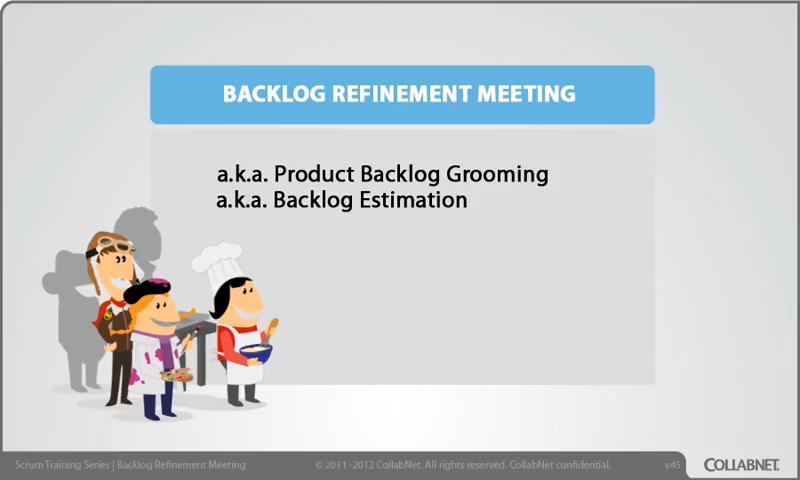 BACKLOG REFINEMENT MEETING
a.k.a. Product Backlog Grooming
a.k.a. Backlog Estimation
Scrum Training Series | Backlog Refinement Meeting
© 2011 -2012 CollabNet. All rights reserved. CollabNet confidential.
v45
COLLABNET.